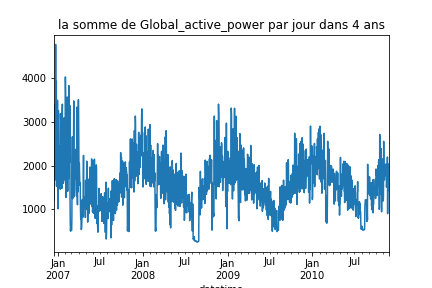 la somme de Global_active_power par jour dans 4 ans
4000
3000
2000
1000
Jan Jul Jan Jul Jan Jul Jan Jul
2007 2008 2009 2010
datetime